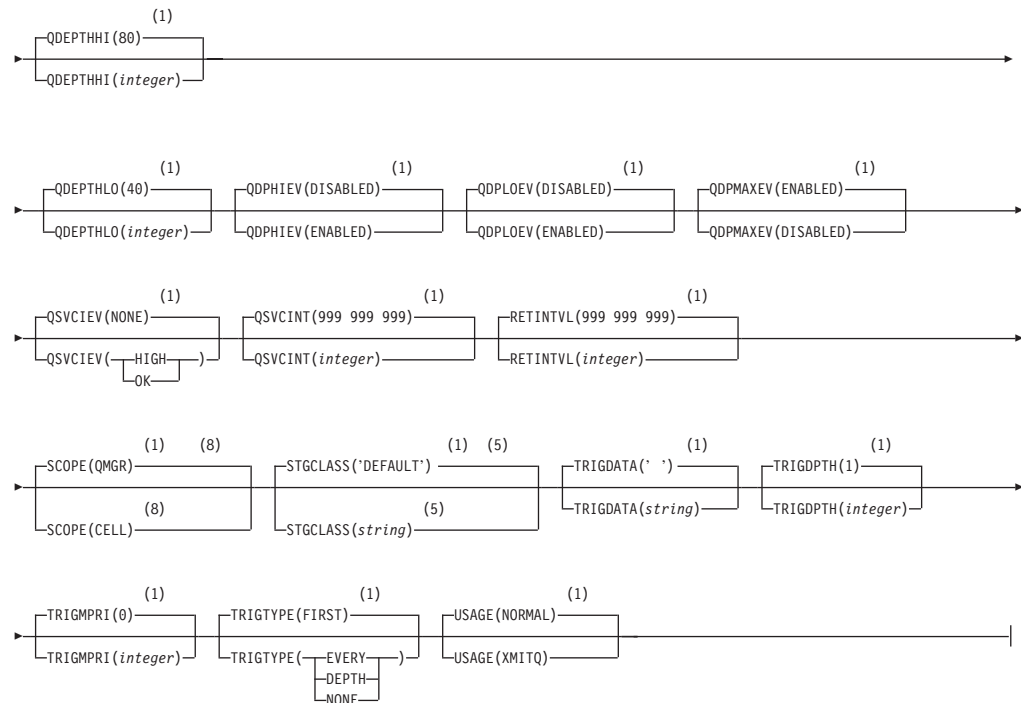 (1)
QDEPTHHI(80)
QDEPTHHI(integer)
(1) (1) (1) (1)
QDEPTHLO(40) QDPHIEV(DISABLED) QDPLOEV(DISABLED) QDPMAXEV(ENABLED)
QDEPTHLO(integer) QDPHIEV(ENABLED) QDPLOEV(ENABLED) QDPMAXEV(DISABLED)
(1) (1) (1)
QSVCIEV(NONE) QSVCINT(999 999 999) RETINTVL(999 999 999)
QSVCIEV( HIGH ) QSVCINT(integer) RETINTVL(integer)
OK
(1) (8) (1) (5) (1) (1)
SCOPE(QMGR) STGCLASS('DEFAULT') TRIGDATA(' ') TRIGDPTH(1)
(8) (5) TRIGDATA(string) TRIGDPTH(integer)
SCOPE(CELL) STGCLASS(string)
(1) (1) (1)
TRIGMPRI(0) TRIGTYPE(FIRST) USAGE(NORMAL)
TRIGMPRI(integer) TRIGTYPE( EVERY ) USAGE(XMITQ)
DEPTH
NONE